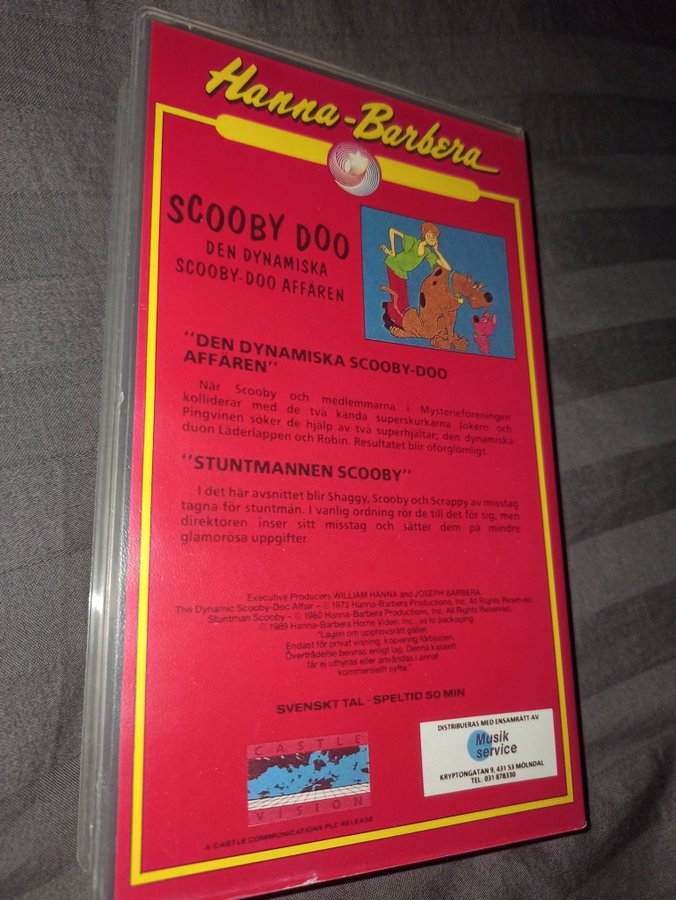 Hanna-Barbera
SCOOBY DOO
DEN DYNAMISKA
SCOOBY-DOO AFFÄREN
"DEN DYNAMISKA SCOOBY-DOO
AFFÄREN"
När Scooby och medlemmarna i Mysterieföreningen
kolliderar med de två kända superskurkarna Jokern och
Pingvinen söker de hjälp av två superhjältar; den dynamiska
duon Läderlappen och Robin. Resultatet blir oförglömligt.
"STUNTMANNEN SCOOBY"
I det här avsnittet blir Shaggy, Scooby och Scrappy av misstag
tagna för stuntmän. I vanlig ordning rör de till det för sig, men
direktören inser sitt misstag och sätter dem på mindre
glamorösa uppgifter.
Executive Producers WILLIAM HANNA and JOSEPH BARBERA.
The Dynamic Scooby-Doc Affair – © 1972 Hanna-Barbera Productions, Inc. All Rights Reserved.
Stuntman Scooby – © 1980 Hanna-Barbera Productions, Inc. All Rights Reserved.
© 1989 Hanna-Barbera Home Video, Inc., as to packaging.
"Lagen om upphovsrätt gäller.
Endast för privat visning, kopiering förbjuden.
Överträdelse beivras enligt lag. Denna kassett
får ej uthyras eller användas i annat
kommersiellt syfte."
SVENSKT TAL · SPELTID 50 MIN
DISTRIBUERAS MED ENSAMRÄTT AV
Musik
service
KRYPTONGATAN 9, 431 53 MÖLNDAL
TEL. 031 878330
CASTLE
VISION
A CASTLE COMMUNICATIONS PLC RELEASE